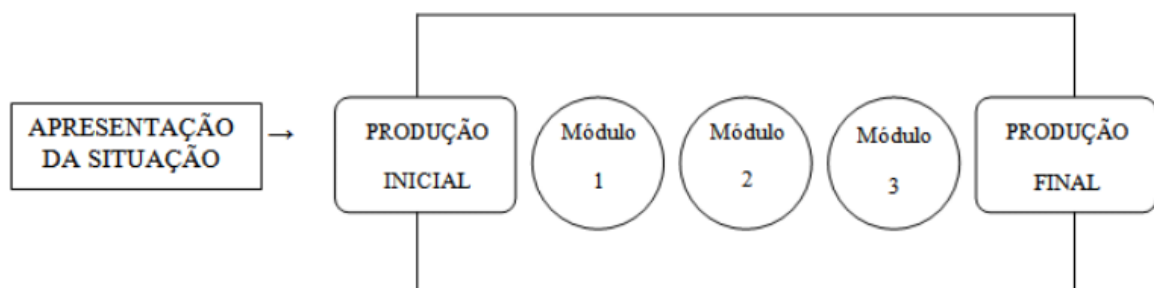 APRESENTAÇÃO
DA SITUAÇÃO
→
PRODUÇÃO
INICIAL
Módulo
1
Módulo
2
Módulo
3
PRODUÇÃO
FINAL